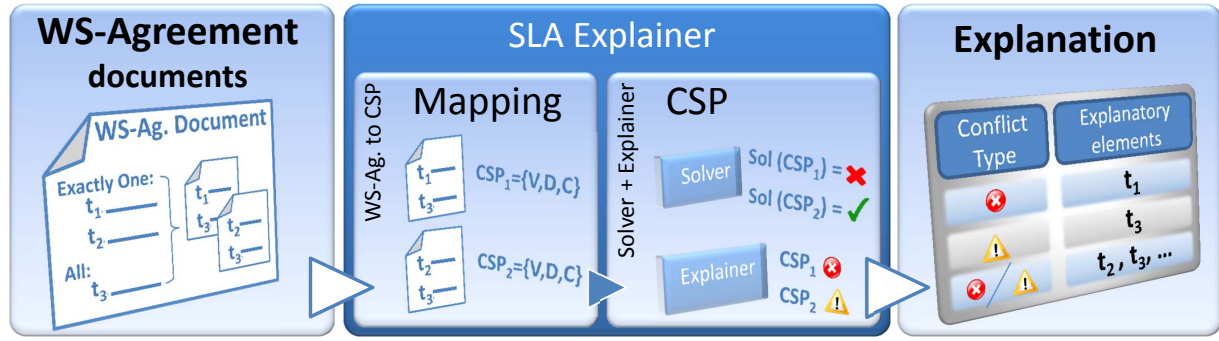 WS-Agreement
documents
WS-Ag. Document
Exactly One:
t1
t2
All:
t3
t1
t3
t2
t3
SLA Explainer
WS-Ag. to CSP
Mapping
t1
t3
CSP1={V,D,C}
t2
t3
CSP2={V,D,C}
Solver + Explainer
CSP
Solver
Sol (CSP1) = ✖
Sol (CSP2) = ✔
Explainer
CSP1
CSP2
Explanation
Conflict
Type
Explanatory
elements
t1
t3
t2 , t3, ...